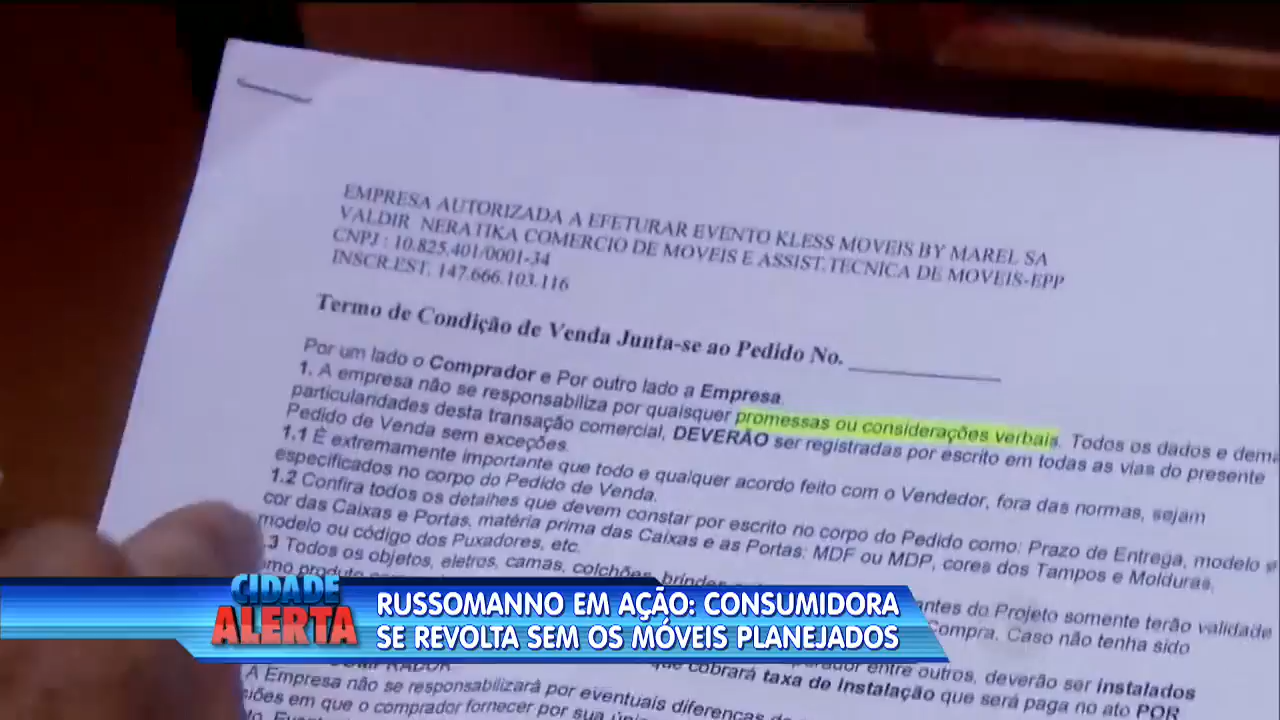 EMPRESA AUTORIZADA A EFETURAR EVENTO KLESS MOVEIS BY MAREL SA
VALDIR NERATIKA COMERCIO DE MOVEIS E ASSIST.TECNICA DE MOVEIS-EPP
CNPJ : 10.825.401/0001-34
INSCR.EST. 147.666.103.116
Termo de Condição de Venda Junta-se ao Pedido No. ___________
Por um lado o Comprador e Por outro lado a Empresa.
1. A empresa não se responsabiliza por quaisquer promessas ou considerações verbais. Todos os dados e dema
particularidades desta transação comercial, DEVERÃO ser registradas por escrito em todas as vias do presente
Pedido de Venda sem exceções.
1.1 É extremamente importante que todo e qualquer acordo feito com o Vendedor, fora das normas, sejam
especificados no corpo do Pedido de Venda.
1.2 Confira todos os detalhes que devem constar por escrito no corpo do Pedido como: Prazo de Entrega, modelo e
cor das Caixas e Portas, matéria prima das Caixas e as Portas: MDF ou MDP, cores dos Tampos e Molduras,
modelo ou código dos Puxadores, etc.
.3 Todos os objetos, eletros, camas, colchões, brindes
antes do Projeto somente terão validade
Compra, Caso não tenha sido
CIDADE ALERTA
RUSSOMANNO EM AÇÃO: CONSUMIDORA
SE REVOLTA SEM OS MÓVEIS PLANEJADOS
entre outros, deverão ser instalados
que cobrará taxa de Instalação que será paga no ato POR
A Empresa não se responsabilizará por eventuais diferenças
em que o comprador fornecer por sua